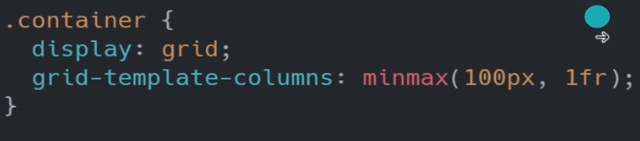 .container {
  display: grid;
  grid-template-columns: minmax(100px, 1fr);
}